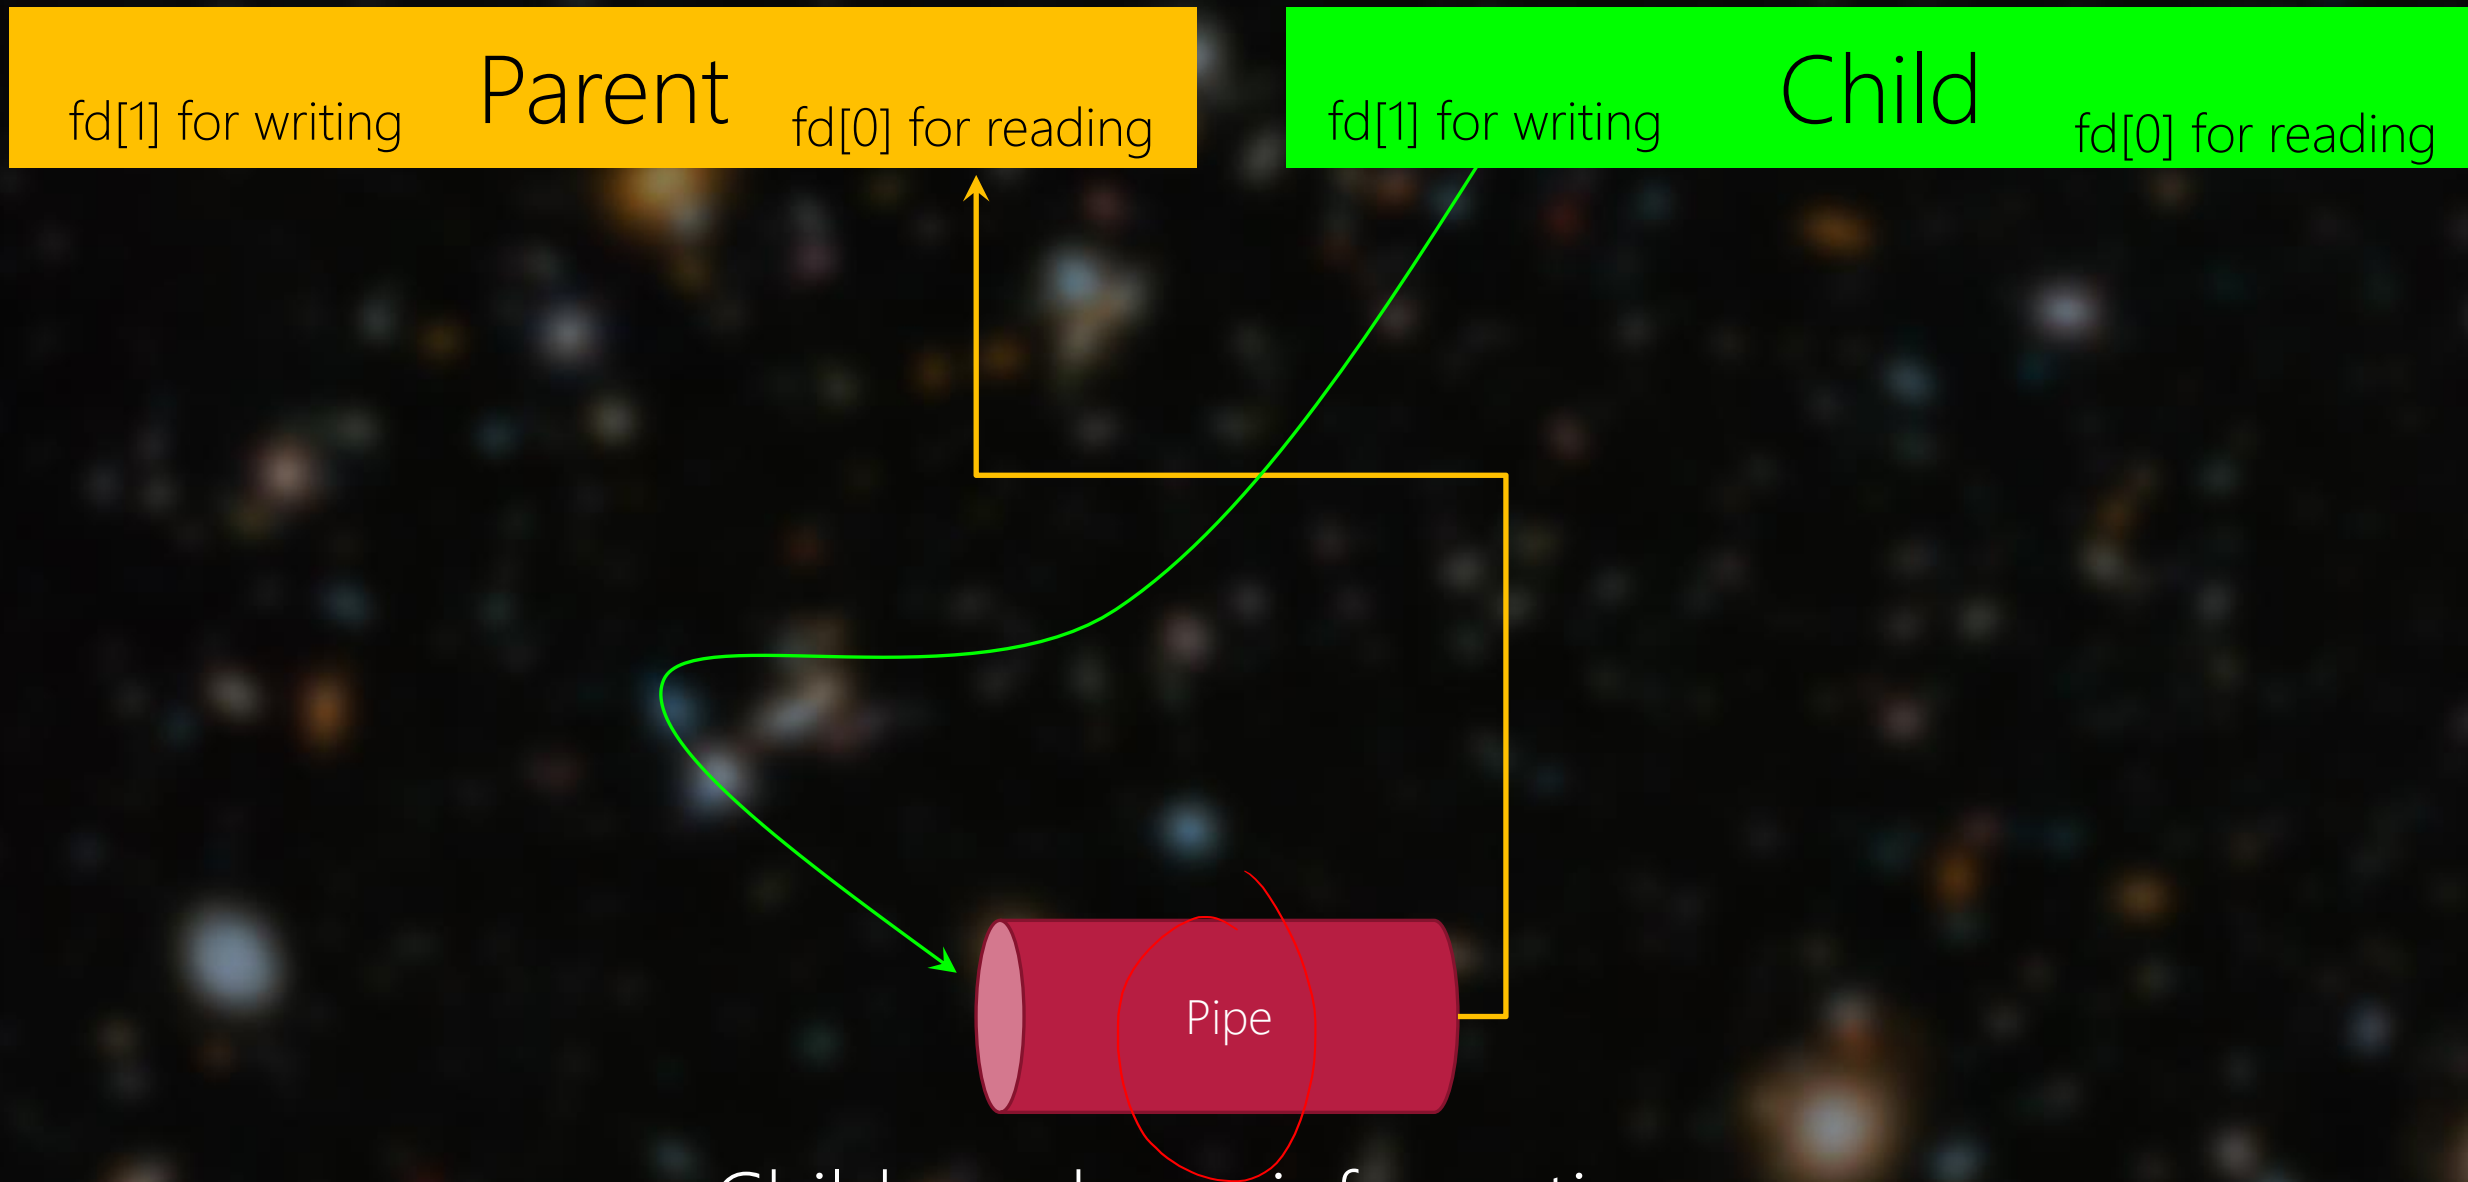 Parent
fd[1] for writing
fd[0] for reading
Child
fd[1] for writing
fd[0] for reading
Pipe